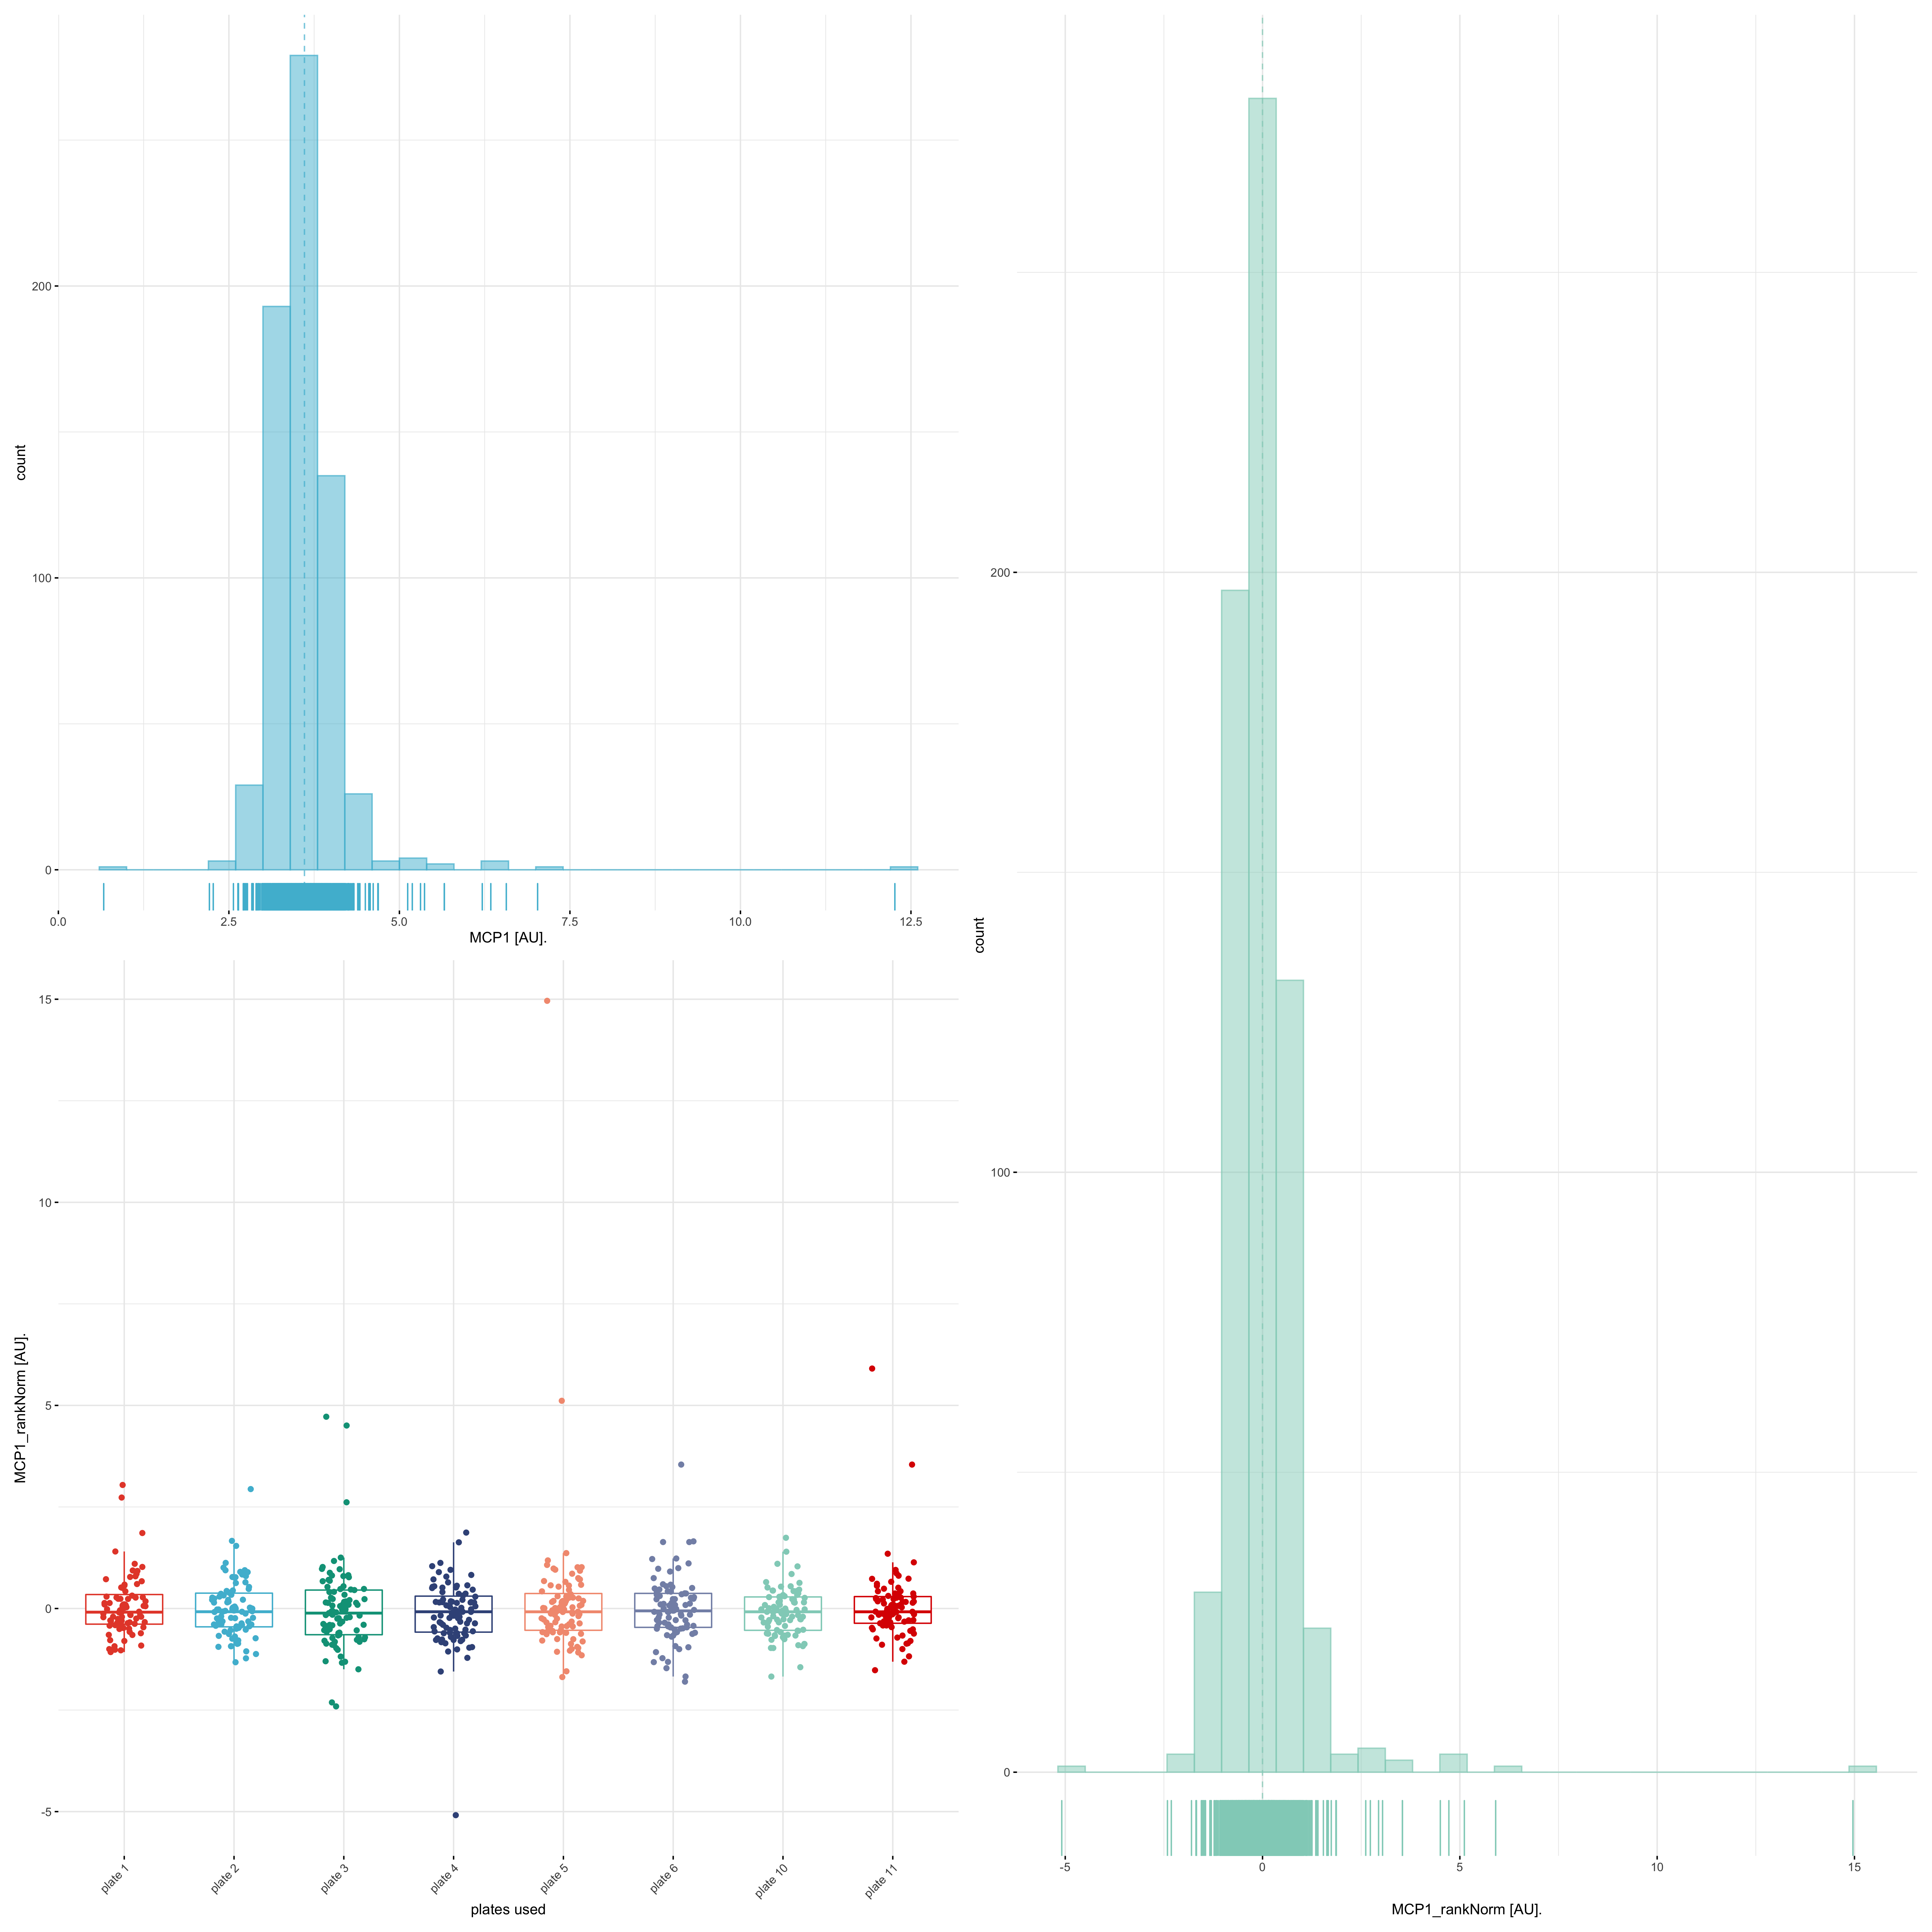 count
200
100
0
0.0 2.5 5.0 7.5 10.0 12.5
MCP1 [AU].
MCP1_rankNorm [AU].
15
10
5
0
-5
plate 1 plate 2 plate 3 plate 4 plate 5 plate 6 plate 10 plate 11
plates used
count
200
100
0
-5 0 5 10 15
MCP1_rankNorm [AU].